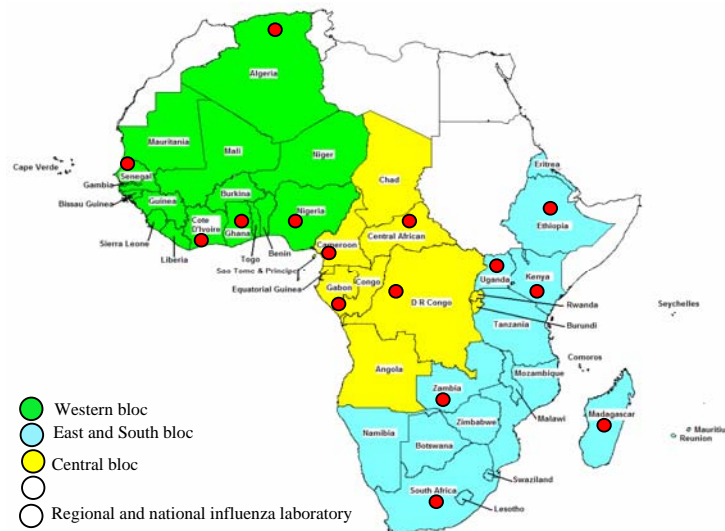 Algeria
Mauritania
Mali
Niger
Cape Verde
Senegal
Chad
Eritrea
Gambia
Burkina
Bissau Guinea
Guinea
Nigeria
Cote
D'Ivoire
Ghana
Ethiopia
Central African
Sierra Leone
Benin
Togo
Liberia
Cameroon
Sao Tome & Principe
Equatorial Guinea
Uganda
Kenya
Gabon
Congo
D R Congo
Rwanda
Seychelles
Burundi
Tanzania
Comoros
Angola
Mozambique
Zambia
Malawi
Madagascar
Western bloc
East and South bloc
Namibia
Zimbabwe
Mauritiu
Reunion
Botswana
Central bloc
Swaziland
South Africa
Lesotho
Regional and national influenza laboratory